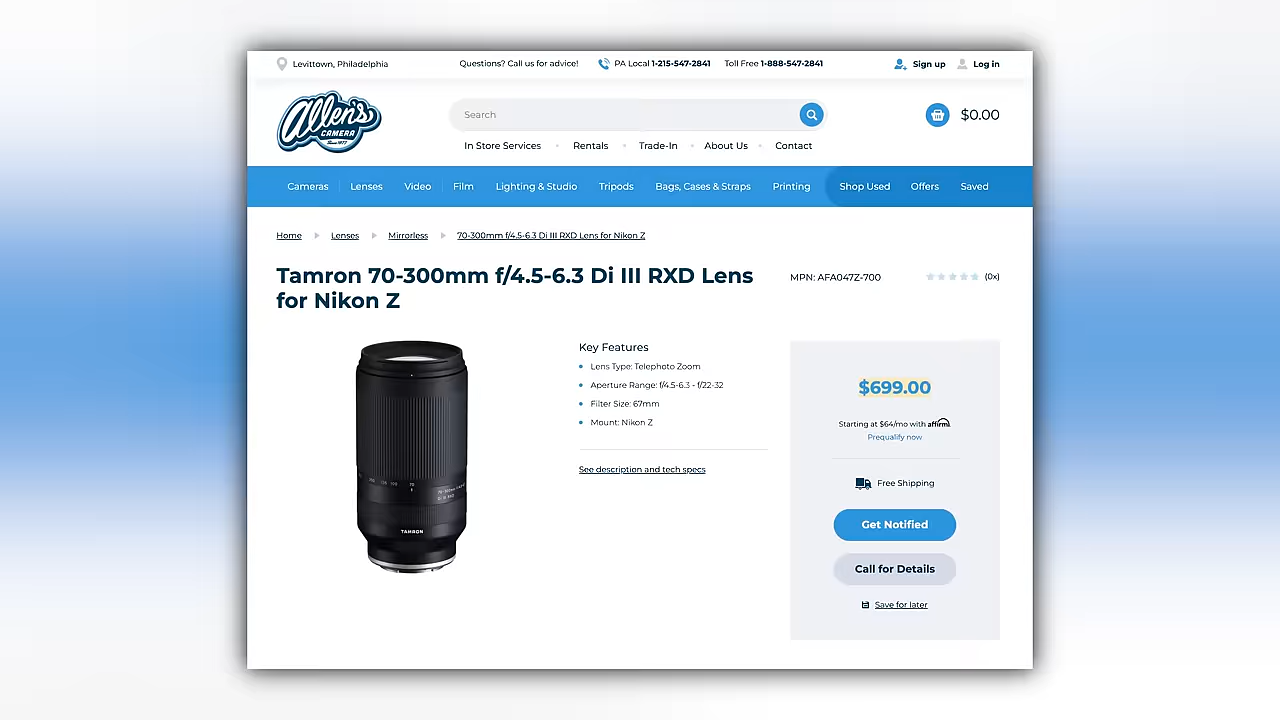 Levittown, Philadelphia
Questions? Call us for advice!
PA Local 1-215-547-2841
Toll Free 1-888-547-2841
Sign up
Log in
Allen's
CAMERA
Since 1977
Search
$0.00
In Store Services
Rentals
Trade-In
About Us
Contact
Cameras
Lenses
Video
Film
Lighting & Studio
Tripods
Bags, Cases & Straps
Printing
Shop Used
Offers
Saved
Home
Lenses
Mirrorless
70-300mm f/4.5-6.3 Di III RXD Lens for Nikon Z
Tamron 70-300mm f/4.5-6.3 Di III RXD Lens
for Nikon Z
MPN: AFA047Z-700
(0x)
Key Features
Lens Type: Telephoto Zoom
Aperture Range: f/4.5-6.3 - f/22-32
Filter Size: 67mm
Mount: Nikon Z
See description and tech specs
TAMRON
$699.00
Starting at $64/mo with affirm.
Prequalify now
Free Shipping
Get Notified
Call for Details
Save for later